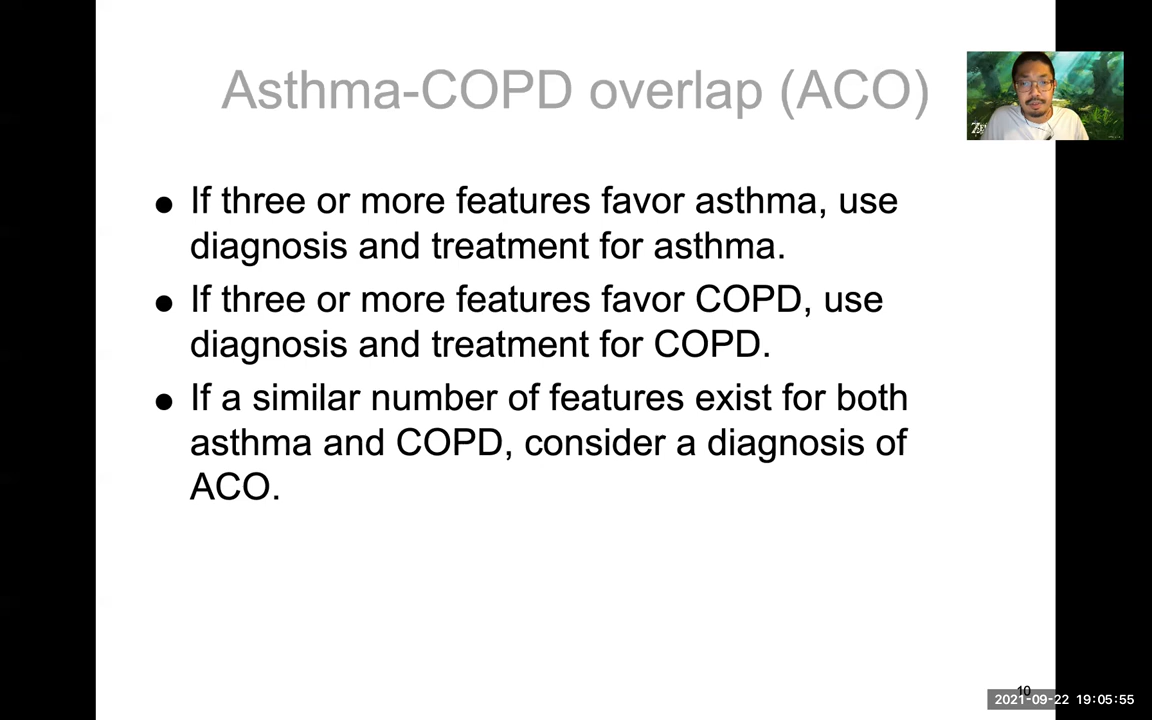 Asthma-COPD overlap (ACO)
● If three or more features favor asthma, use
diagnosis and treatment for asthma.
● If three or more features favor COPD, use
diagnosis and treatment for COPD.
● If a similar number of features exist for both
asthma and COPD, consider a diagnosis of
ACO.
10
2021-09-22 19:05:55